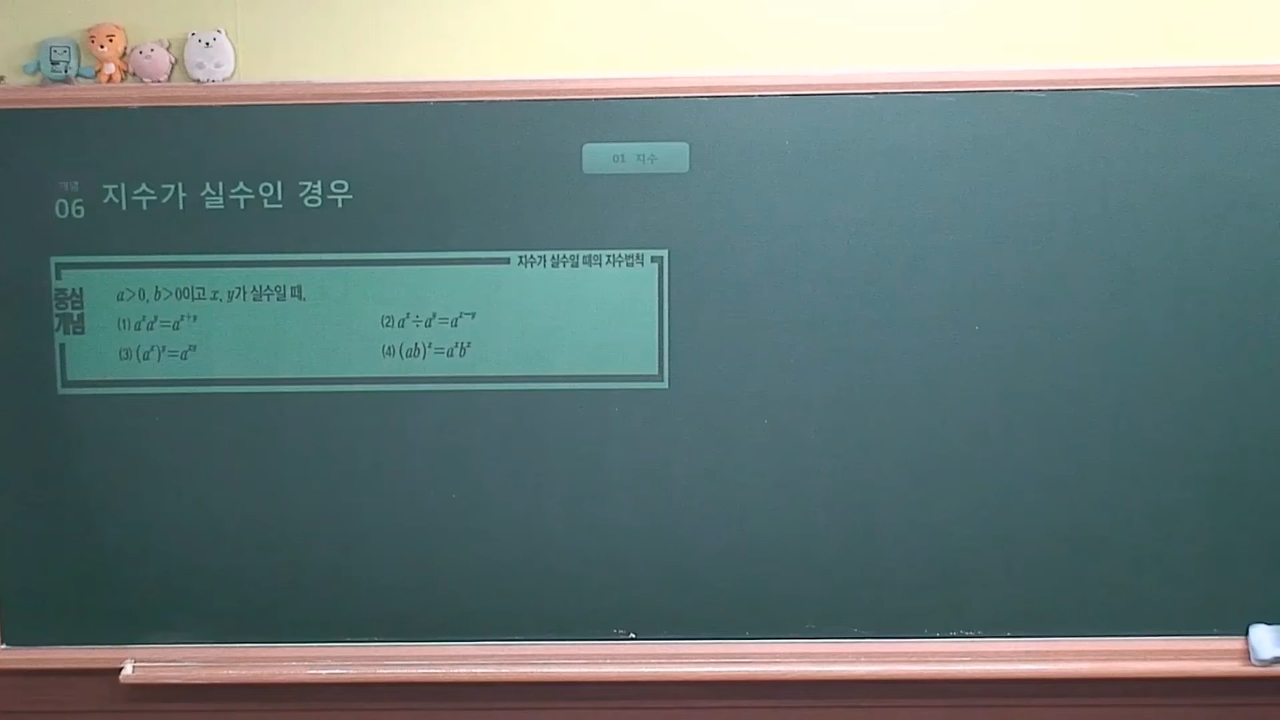 01 지수
개념
06 지수가 실수인 경우
지수가 실수일 때의 지수법칙
중심
개념
a>0, b>0이고 x, y가 실수일 때,
(1) aˣaʸ=aˣ⁺ʸ (2) aˣ÷aʸ=aˣ⁻ʸ
(3) (aˣ)ʸ=aˣʸ (4) (ab)ˣ=aˣbˣ